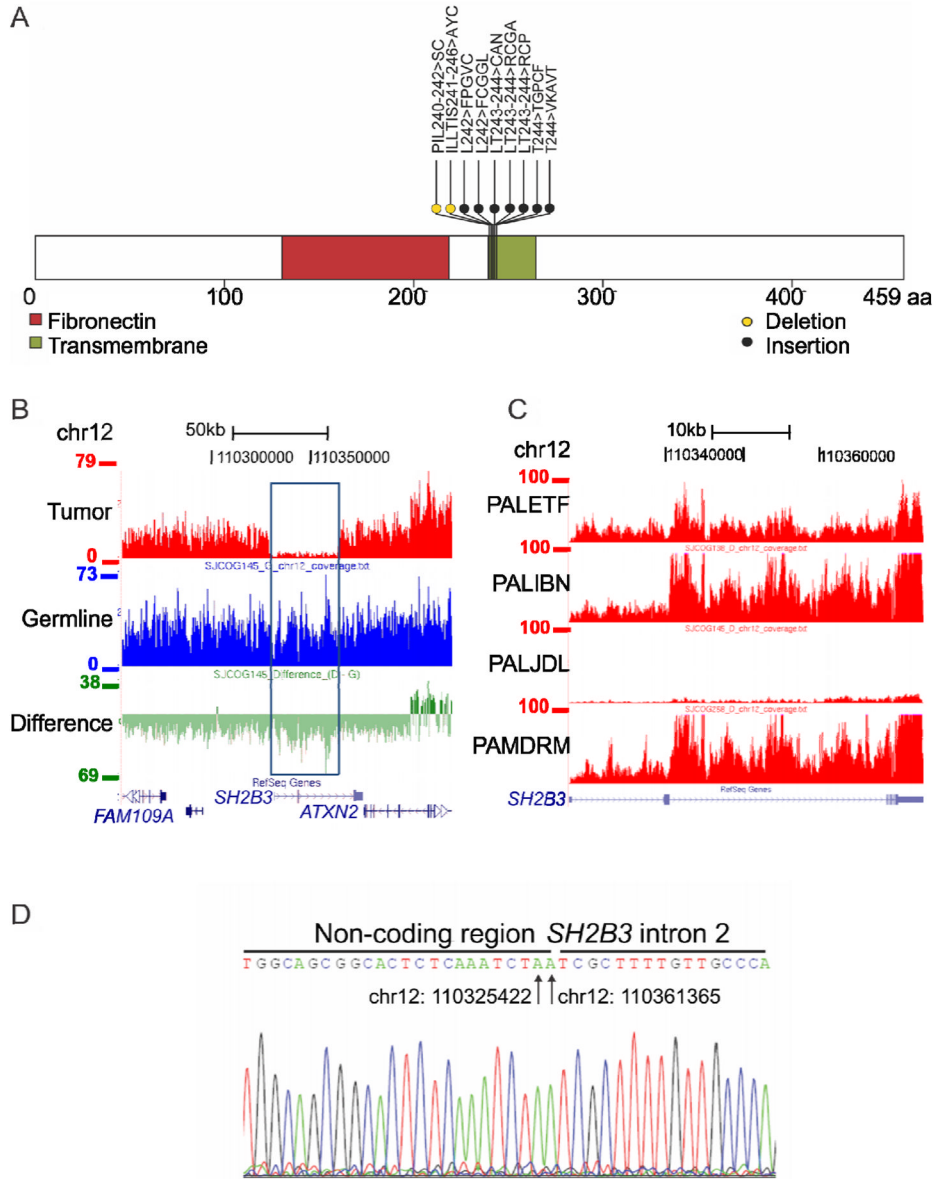 A
PIL240-242>SC
ILLTIS241-246>AYC
L242>FPGVC
L242>FCGGL
LT243-244>CAN
LT243-244>RCGA
LT243-244>RCP
T244>TGPCF
T244>VKAVT
0 100 200 300 400 459 aa
Fibronectin
Transmembrane
Deletion
Insertion
B
chr12
50kb
110300000 110350000
79
Tumor
0
SJCOG145_D_chr12_coverage.txt
73
Germline
0
SJCOG145_Difference_(D - G)
38
Difference
69
RefSeq Genes
FAM109A
SH2B3
ATXN2
C
10kb
chr12
110340000 110360000
100
PALETF
SJCOG138_D_chr12_coverage.txt
100
PALIBN
SJCOG145_D_chr12_coverage.txt
100
PALJDL
SJCOG258_D_chr12_coverage.txt
100
PAMDRM
RefSeq Genes
SH2B3
D
Non-coding region SH2B3 intron 2
TGGCAGCGGCACTCTCAAATCTAATCGCTTTTGTTGCCCA
chr12: 110325422 chr12: 110361365